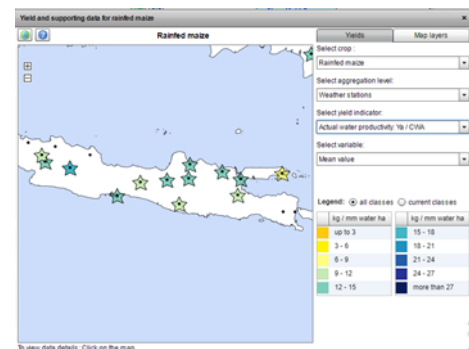 Yield and supporting data for rainfed maize
Rainfed maize
Yields
Map layers
Select crop :
Rainfed maize
Select aggregation level:
Weather stations
Select yield indicator:
Actual water productivity: Ya / CWA
Select variable:
Mean value
Legend: all classes current classes
kg / mm water ha
up to 3
3 - 6
6 - 9
9 - 12
12 - 15
kg / mm water ha
15 - 18
18 - 21
21 - 24
24 - 27
more than 27
To view data details: Click on the map